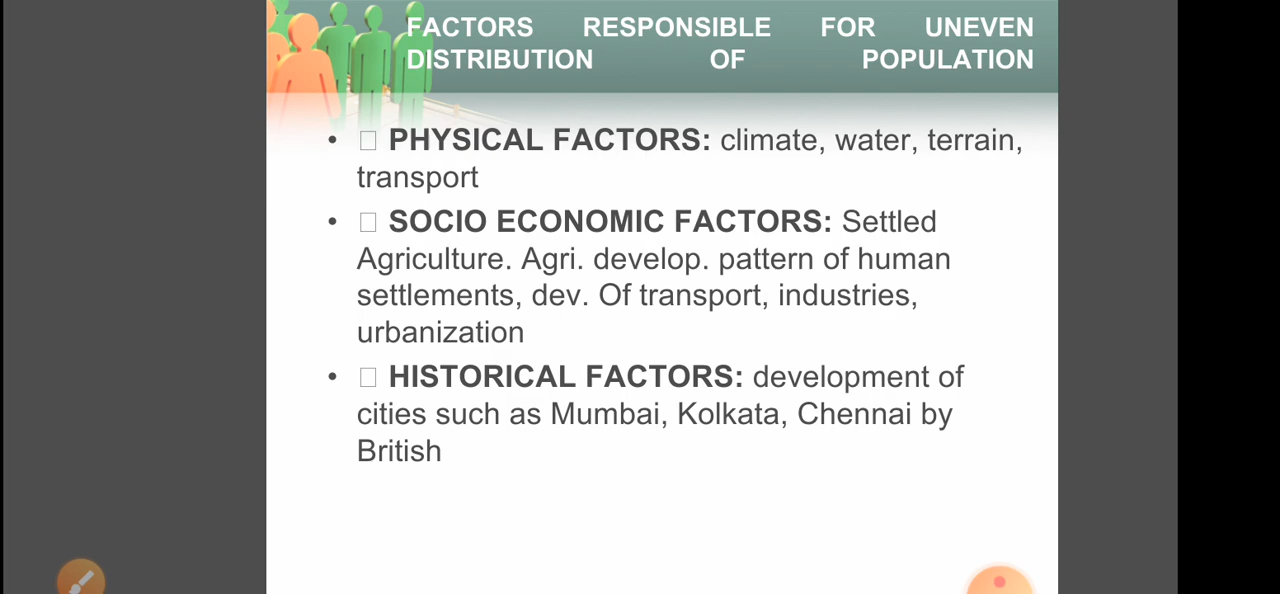 FACTORS RESPONSIBLE FOR UNEVEN
DISTRIBUTION OF POPULATION
• □ PHYSICAL FACTORS: climate, water, terrain,
transport
• □ SOCIO ECONOMIC FACTORS: Settled
Agriculture. Agri. develop. pattern of human
settlements, dev. Of transport, industries,
urbanization
• □ HISTORICAL FACTORS: development of
cities such as Mumbai, Kolkata, Chennai by
British